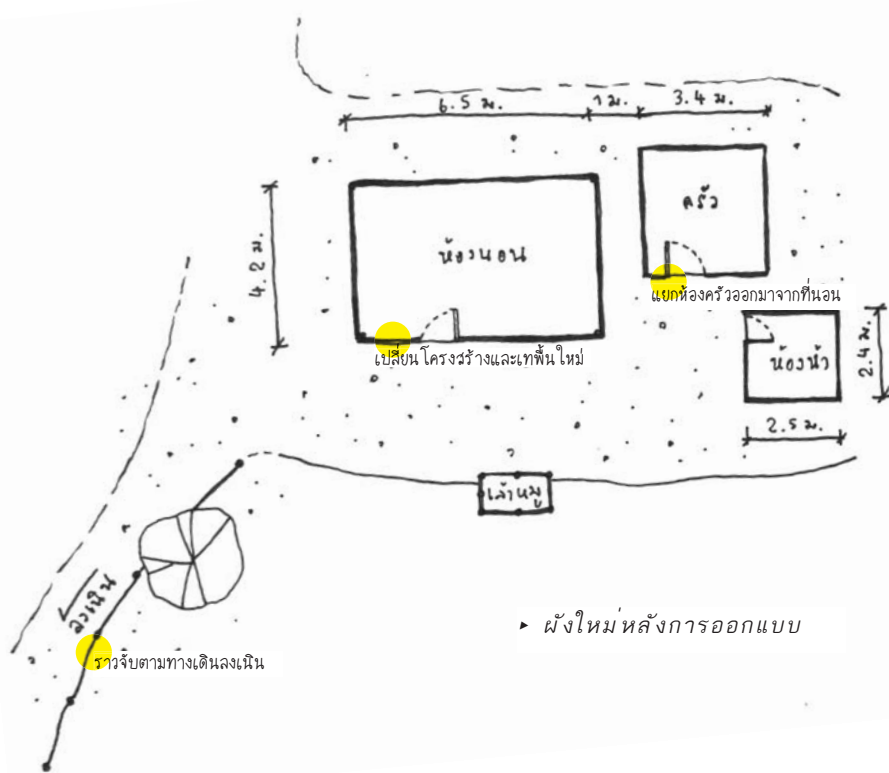 6.5 ม.
1 ม.
3.4 ม.
ครัว
4.2 ม.
ห้องนอน
แยกห้องครัวออกมาจากที่นอน
เปลี่ยนโครงสร้างและเทพื้นใหม่
ห้องน้ำ
2.4 ม.
2.5 ม.
เล้าหมู
ลงเนิน
▸ ผังใหม่หลังการออกแบบ
ราวจับตามทางเดินลงเนิน